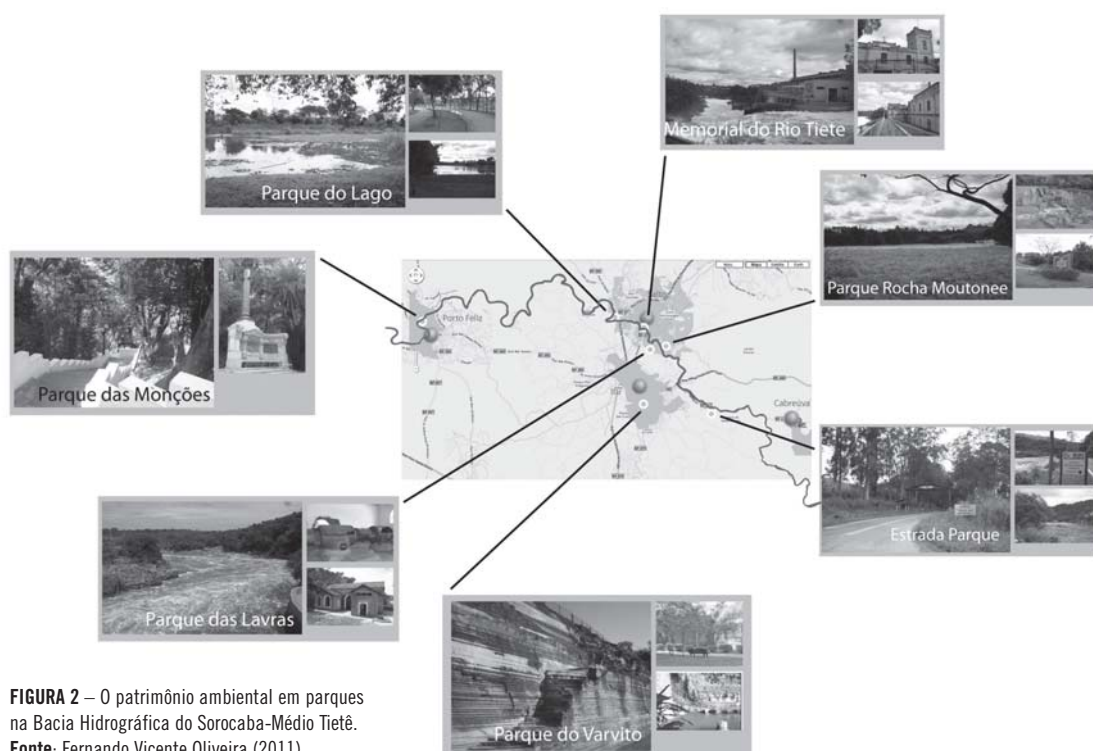 Memorial do Rio Tiete
Parque do Lago
Parque Rocha Moutonee
Parque das Monções
Porto Feliz
Itu
Cabreúva
Estrada Parque
Parque das Lavras
Parque do Varvito
FIGURA 2 – O patrimônio ambiental em parques
na Bacia Hidrográfica do Sorocaba-Médio Tietê.
Fonte: Fernando Vicente Oliveira (2011)